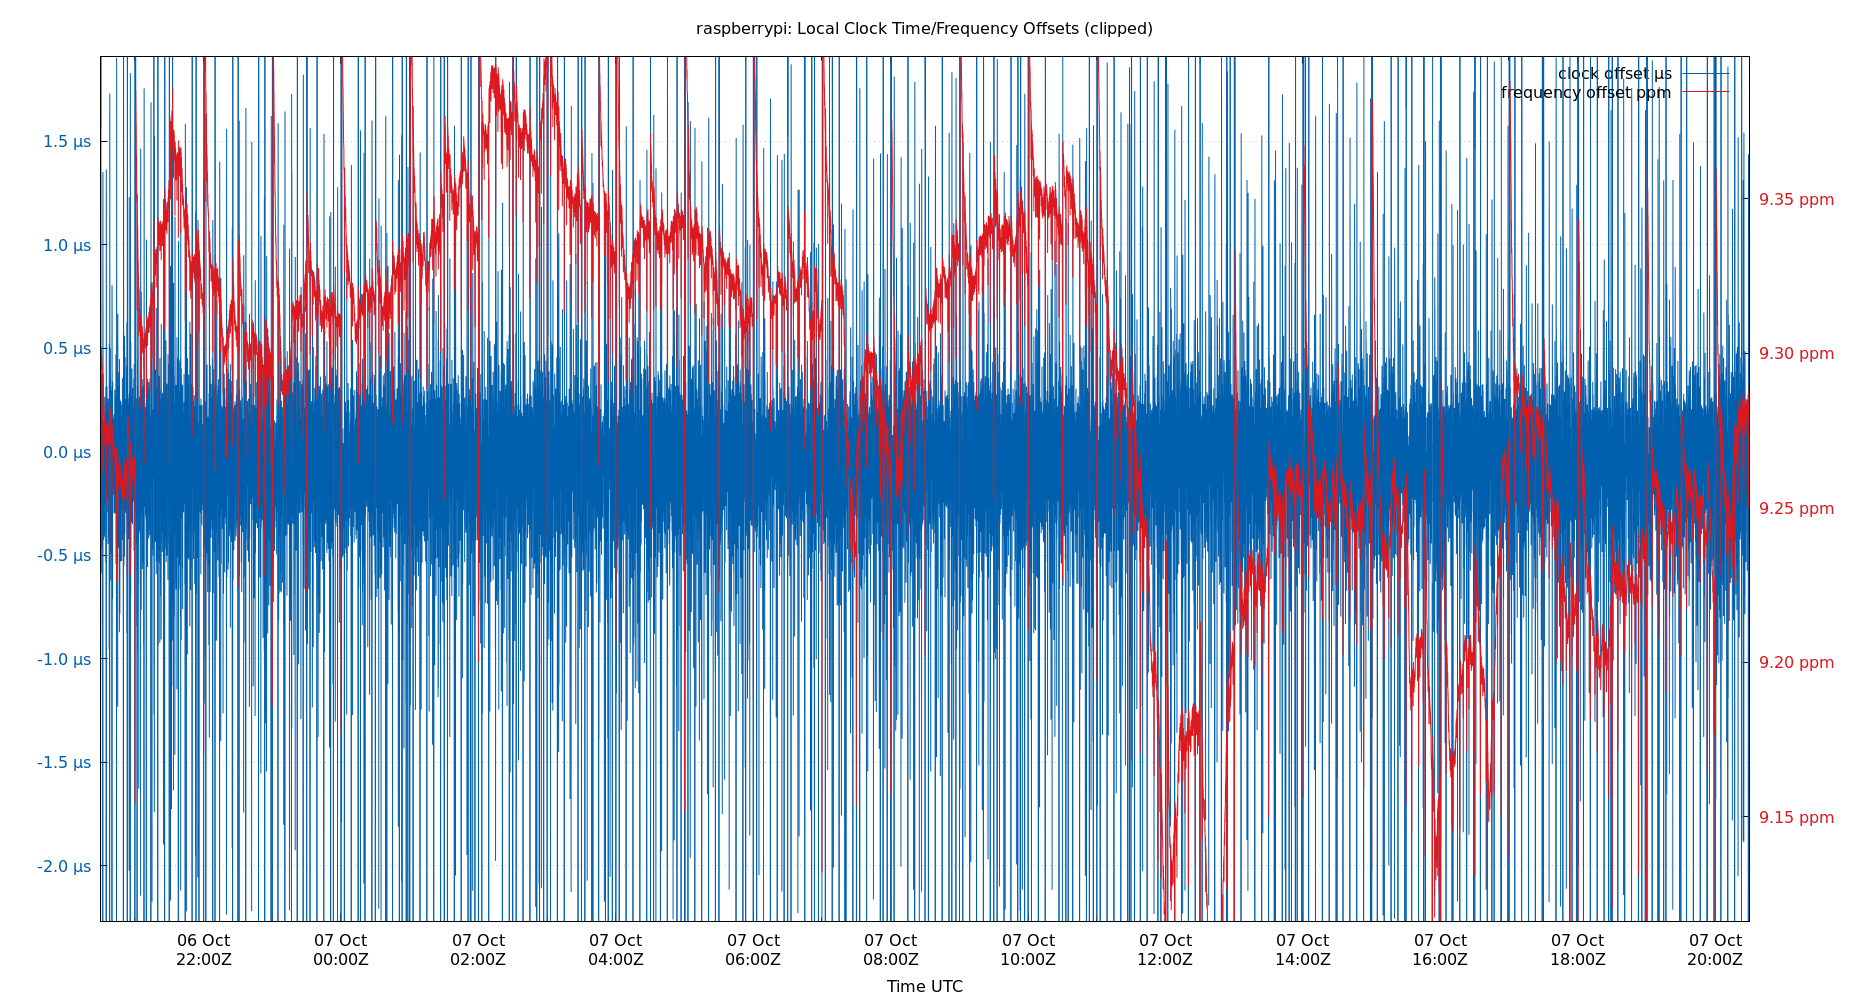 raspberrypi: Local Clock Time/Frequency Offsets (clipped)
clock offset µs
frequency offset ppm
1.5 µs
1.0 µs
0.5 µs
0.0 µs
-0.5 µs
-1.0 µs
-1.5 µs
-2.0 µs
9.35 ppm
9.30 ppm
9.25 ppm
9.20 ppm
9.15 ppm
06 Oct 07 Oct 07 Oct 07 Oct 07 Oct 07 Oct 07 Oct 07 Oct 07 Oct 07 Oct 07 Oct 07 Oct
22:00Z 00:00Z 02:00Z 04:00Z 06:00Z 08:00Z 10:00Z 12:00Z 14:00Z 16:00Z 18:00Z 20:00Z
Time UTC